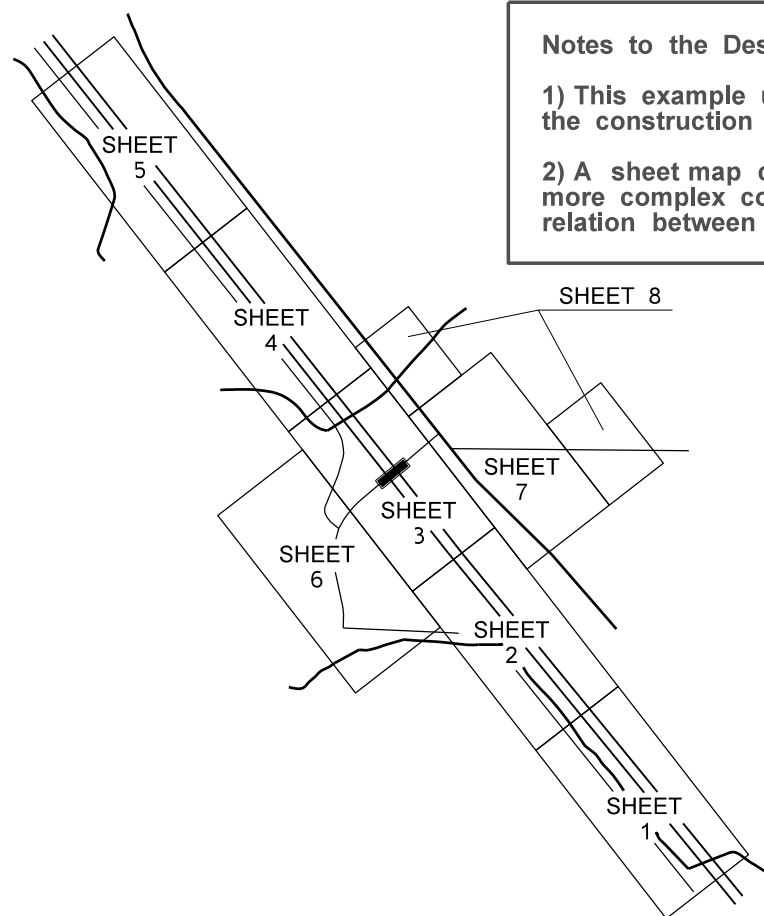 Notes to the Des
1) This example u
the construction
2) A sheet map c
more complex co
relation between
SHEET
5
SHEET
4
SHEET 8
SHEET
7
SHEET
3
SHEET
6
SHEET
2
SHEET
1